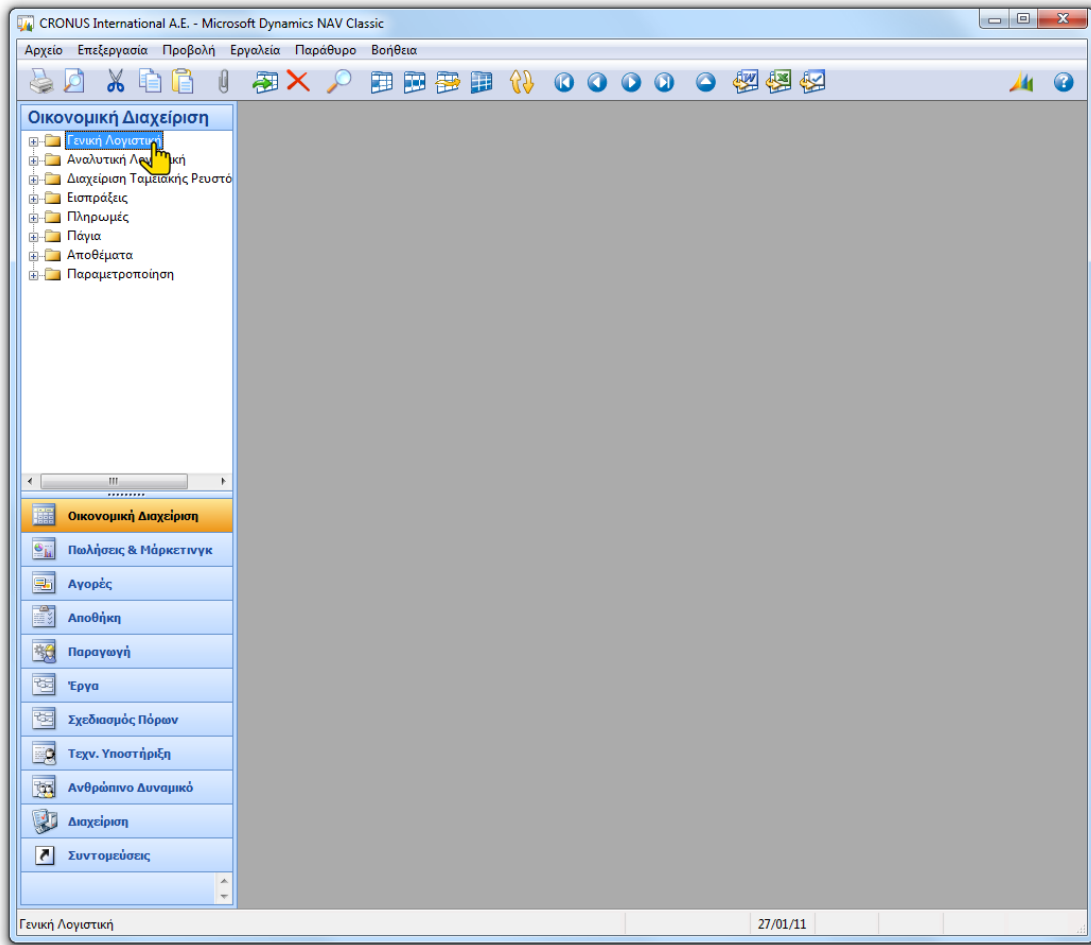 CRONUS International A.E. - Microsoft Dynamics NAV Classic
Αρχείο Επεξεργασία Προβολή Εργαλεία Παράθυρο Βοήθεια
Οικονομική Διαχείριση
Γενική Λογιστική
Αναλυτική
Διαχείριση Ταμειακής Ρευστό
Εισπράξεις
Πληρωμές
Πάγια
Αποθέματα
Παραμετροποίηση
Οικονομική Διαχείριση
Πωλήσεις & Μάρκετινγκ
Αγορές
Αποθήκη
Παραγωγή
Έργα
Σχεδιασμός Πόρων
Τεχν. Υποστήριξη
Ανθρώπινο Δυναμικό
Διαχείριση
Συντομεύσεις
Γενική Λογιστική 27/01/11